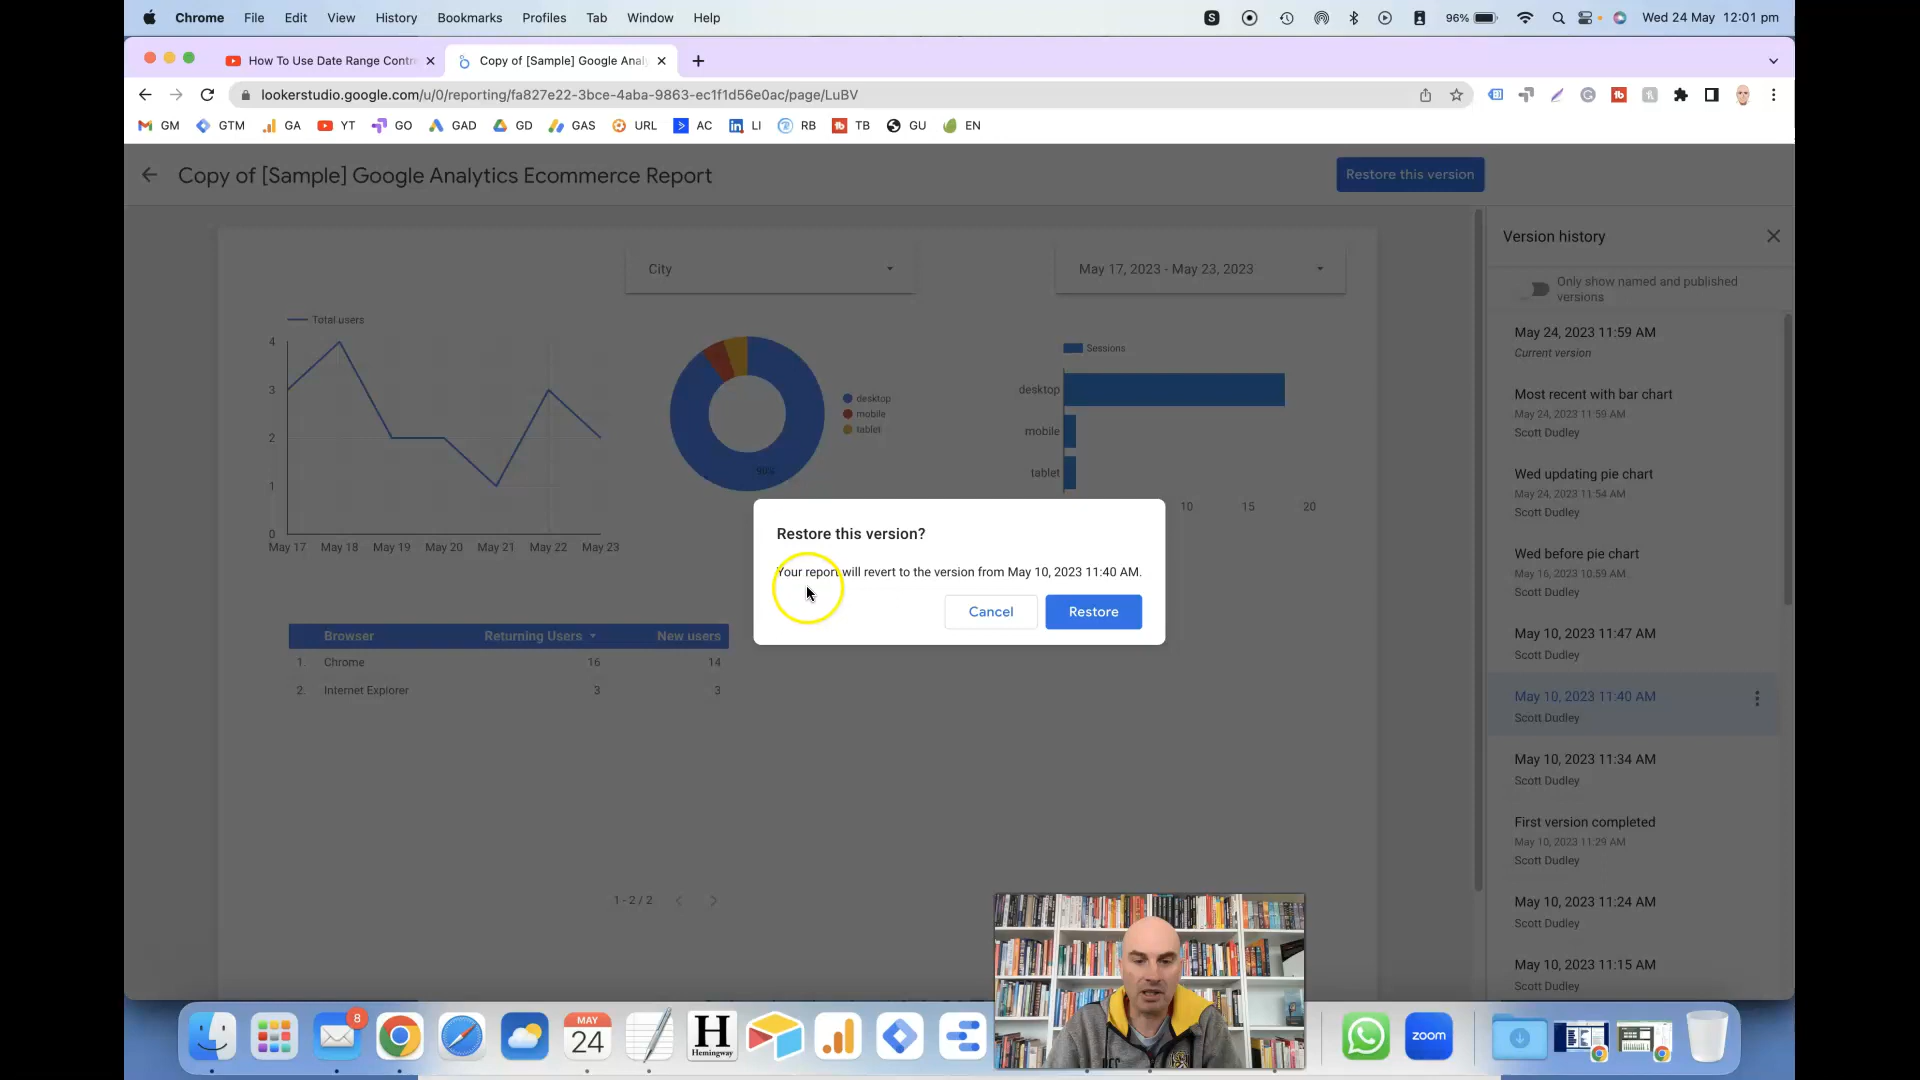 Chrome File Edit View History Bookmarks Profiles Tab Window Help
S 96% Wed 24 May 12:01 pm
How To Use Date Range Contr
Copy of [Sample] Google Anal
lookerstudio.google.com/u/0/reporting/fa827e22-3bce-4aba-9863-ec1f1d56e0ac/page/LuBV
GM GTM GA YT GO GAD GD GAS URL AC LI RB TB GU EN
Copy of [Sample] Google Analytics Ecommerce Report
Restore this version
City
May 17, 2023 - May 23, 2023
Total users
4
3
2
1
0
May 17 May 18 May 19 May 20 May 21 May 22 May 23
90%
desktop
mobile
tablet
Sessions
desktop
mobile
tablet
10 15 20
Restore this version?
Your report will revert to the version from May 10, 2023 11:40 AM.
Cancel Restore
Browser Returning Users New users
1. Chrome 16 14
2. Internet Explorer 3 3
1 - 2 / 2
Version history
Only show named and published
versions
May 24, 2023 11:59 AM
Current version
Most recent with bar chart
May 24, 2023 11:59 AM
Scott Dudley
Wed updating pie chart
May 24, 2023 11:54 AM
Scott Dudley
Wed before pie chart
May 16, 2023 10:59 AM
Scott Dudley
May 10, 2023 11:47 AM
Scott Dudley
May 10, 2023 11:40 AM
Scott Dudley
May 10, 2023 11:34 AM
Scott Dudley
First version completed
May 10, 2023 11:29 AM
Scott Dudley
May 10, 2023 11:24 AM
Scott Dudley
May 10, 2023 11:15 AM
Scott Dudley
8
MAY
24
H
Hemingway
zoom